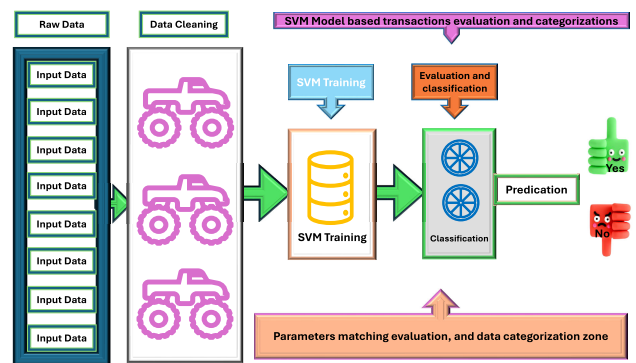 Raw Data
Data Cleaning
SVM Model based transactions evaluation and categorizations
Input Data
Input Data
Input Data
Input Data
Input Data
Input Data
Input Data
Input Data
SVM Training
Evaluation and
classification
SVM Training
Classification
Predication
Yes
No
Parameters matching evaluation, and data categorization zone